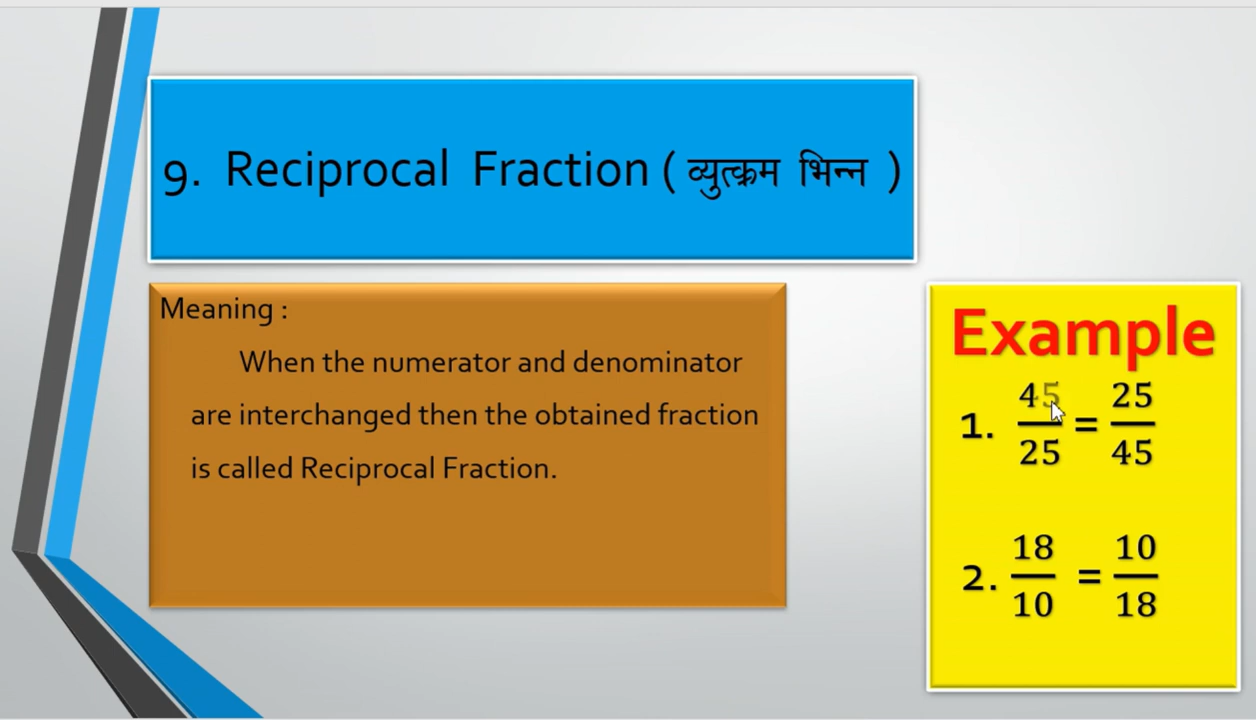 9. Reciprocal Fraction ( व्युत्क्रम भिन्न )
Meaning :
When the numerator and denominator
are interchanged then the obtained fraction
is called Reciprocal Fraction.
Example
1. 45/25 = 25/45
2. 18/10 = 10/18